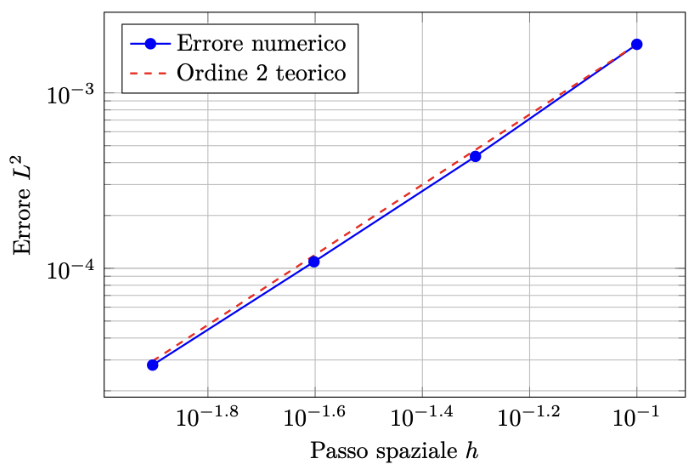 Errore numerico
Ordine 2 teorico
10⁻³
10⁻⁴
Errore L²
10⁻¹·⁸ 10⁻¹·⁶ 10⁻¹·⁴ 10⁻¹·² 10⁻¹
Passo spaziale h